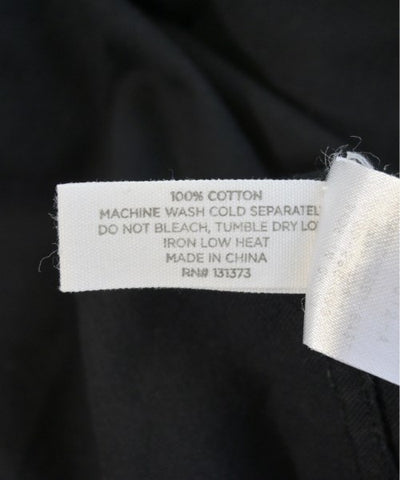 100% COTTON
MACHINE WASH COLD SEPARATEL
DO NOT BLEACH, TUMBLE DRY LO
IRON LOW HEAT
MADE IN CHINA
RN# 131373